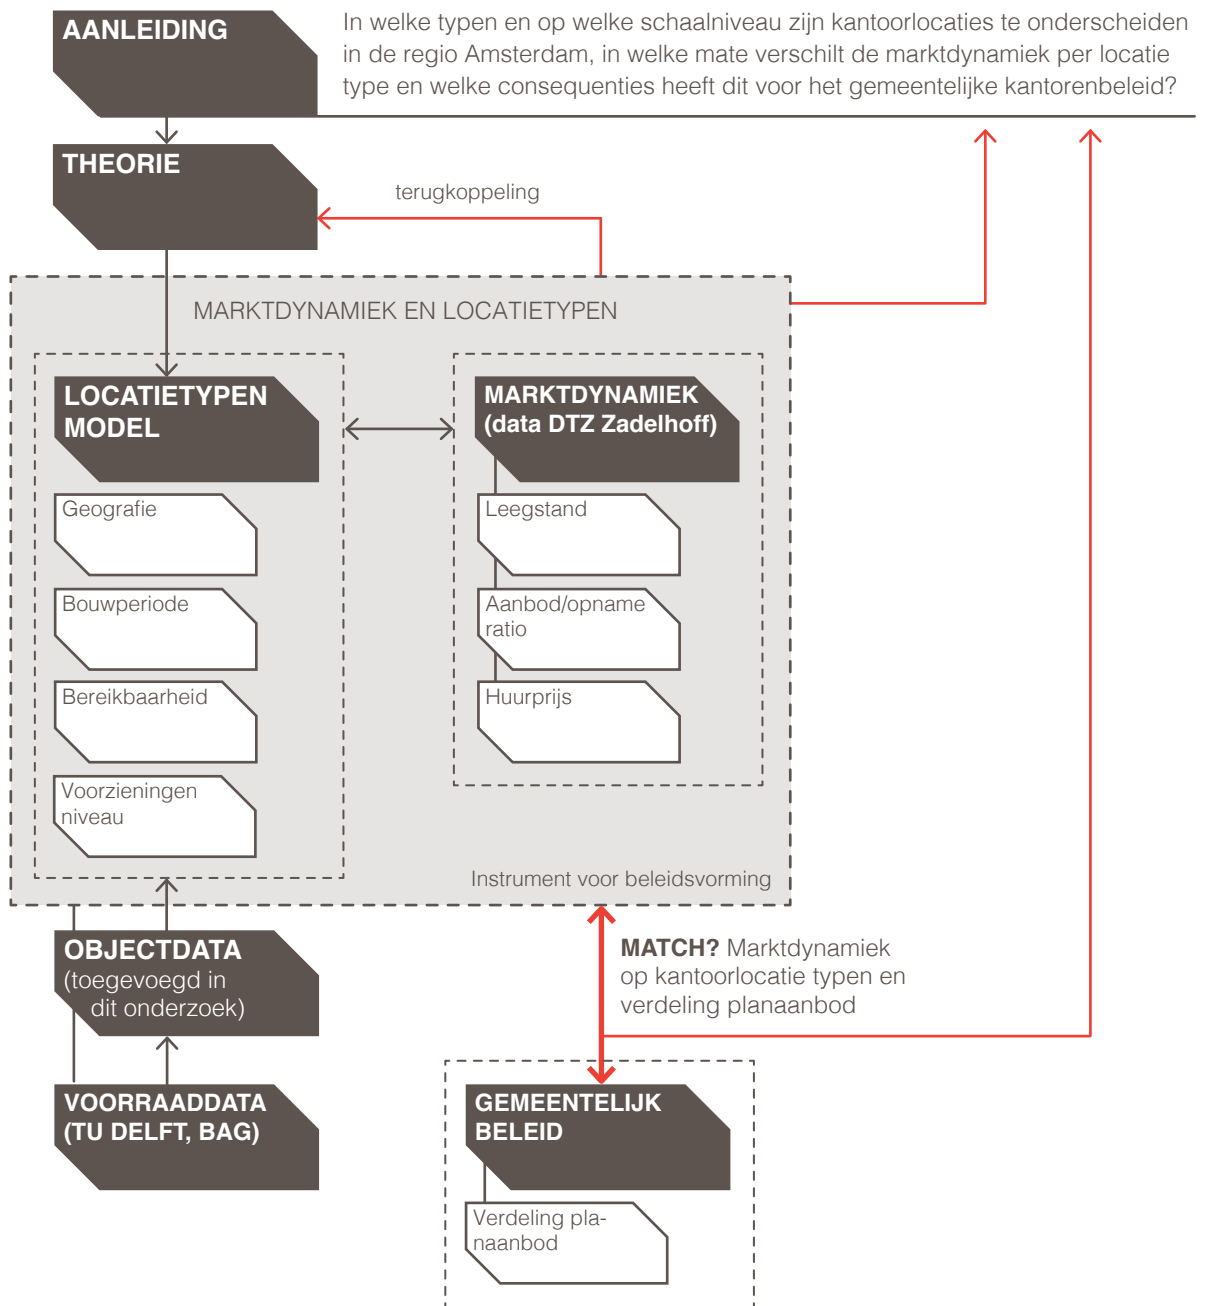 AANLEIDING
In welke typen en op welke schaalniveau zijn kantoorlocaties te onderscheiden
in de regio Amsterdam, in welke mate verschilt de marktdynamiek per locatie
type en welke consequenties heeft dit voor het gemeentelijke kantorenbeleid?
THEORIE
terugkoppeling
MARKTDYNAMIEK EN LOCATIETYPEN
LOCATIETYPEN
MODEL
Geografie
Bouwperiode
Bereikbaarheid
Voorzieningen
niveau
MARKTDYNAMIEK
(data DTZ Zadelhoff)
Leegstand
Aanbod/opname
ratio
Huurprijs
Instrument voor beleidsvorming
OBJECTDATA
(toegevoegd in
dit onderzoek)
MATCH? Marktdynamiek
op kantoorlocatie typen en
verdeling planaanbod
VOORRAADDATA
(TU DELFT, BAG)
GEMEENTELIJK
BELEID
Verdeling pla-
naanbod